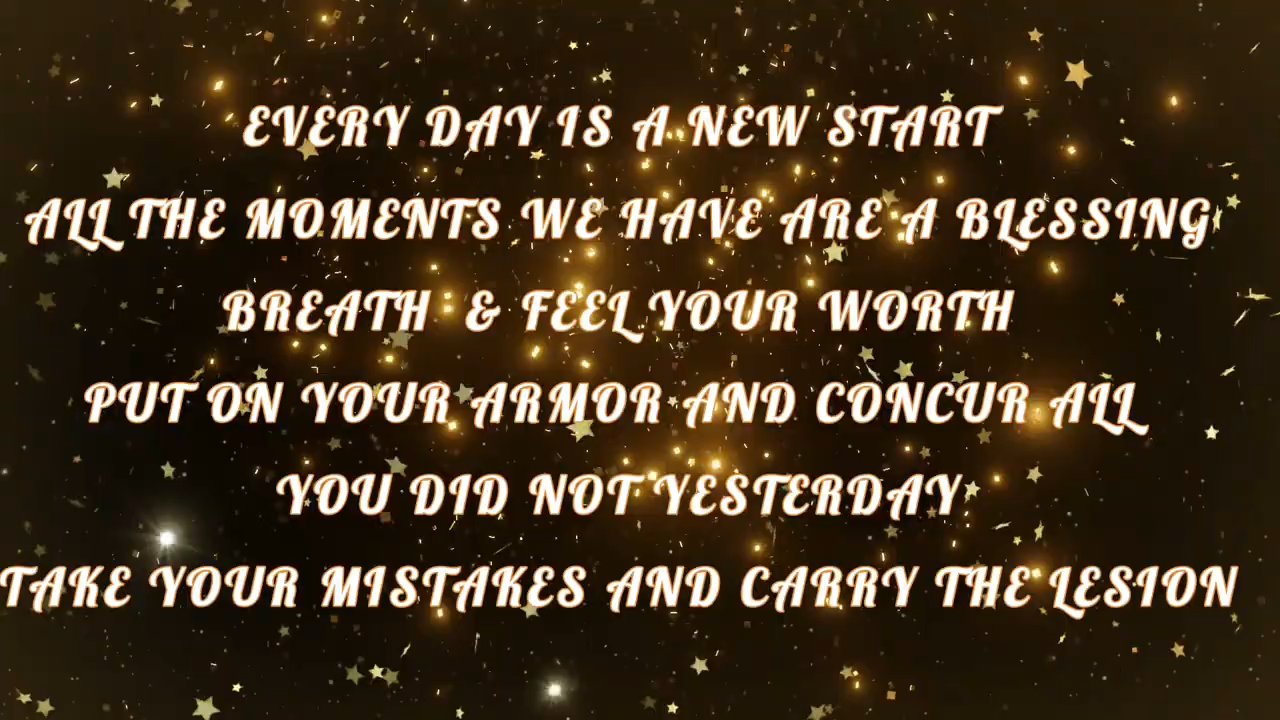 EVERY DAY IS A NEW START
ALL THE MOMENTS WE HAVE ARE A BLESSING
BREATH & FEEL YOUR WORTH
PUT ON YOUR ARMOR AND CONCUR ALL
YOU DID NOT YESTERDAY
TAKE YOUR MISTAKES AND CARRY THE LESION